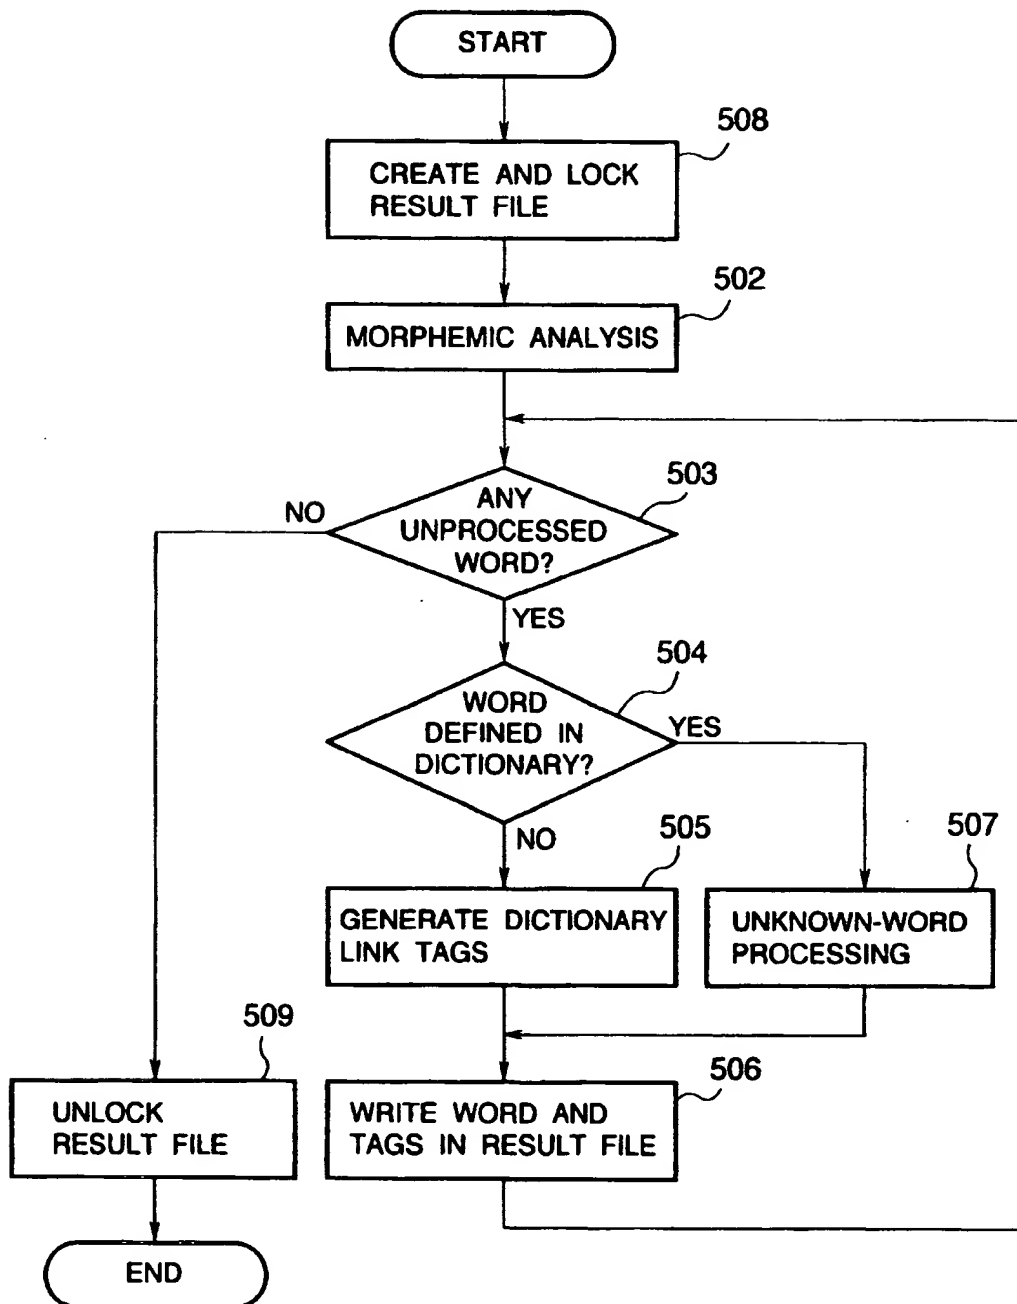 START
508
CREATE AND LOCK
RESULT FILE
502
MORPHEMIC ANALYSIS
503
NO
ANY
UNPROCESSED
WORD?
YES
504
WORD
DEFINED IN
DICTIONARY?
YES
NO
505
507
GENERATE DICTIONARY
LINK TAGS
UNKNOWN-WORD
PROCESSING
509
506
UNLOCK
RESULT FILE
WRITE WORD AND
TAGS IN RESULT FILE
END